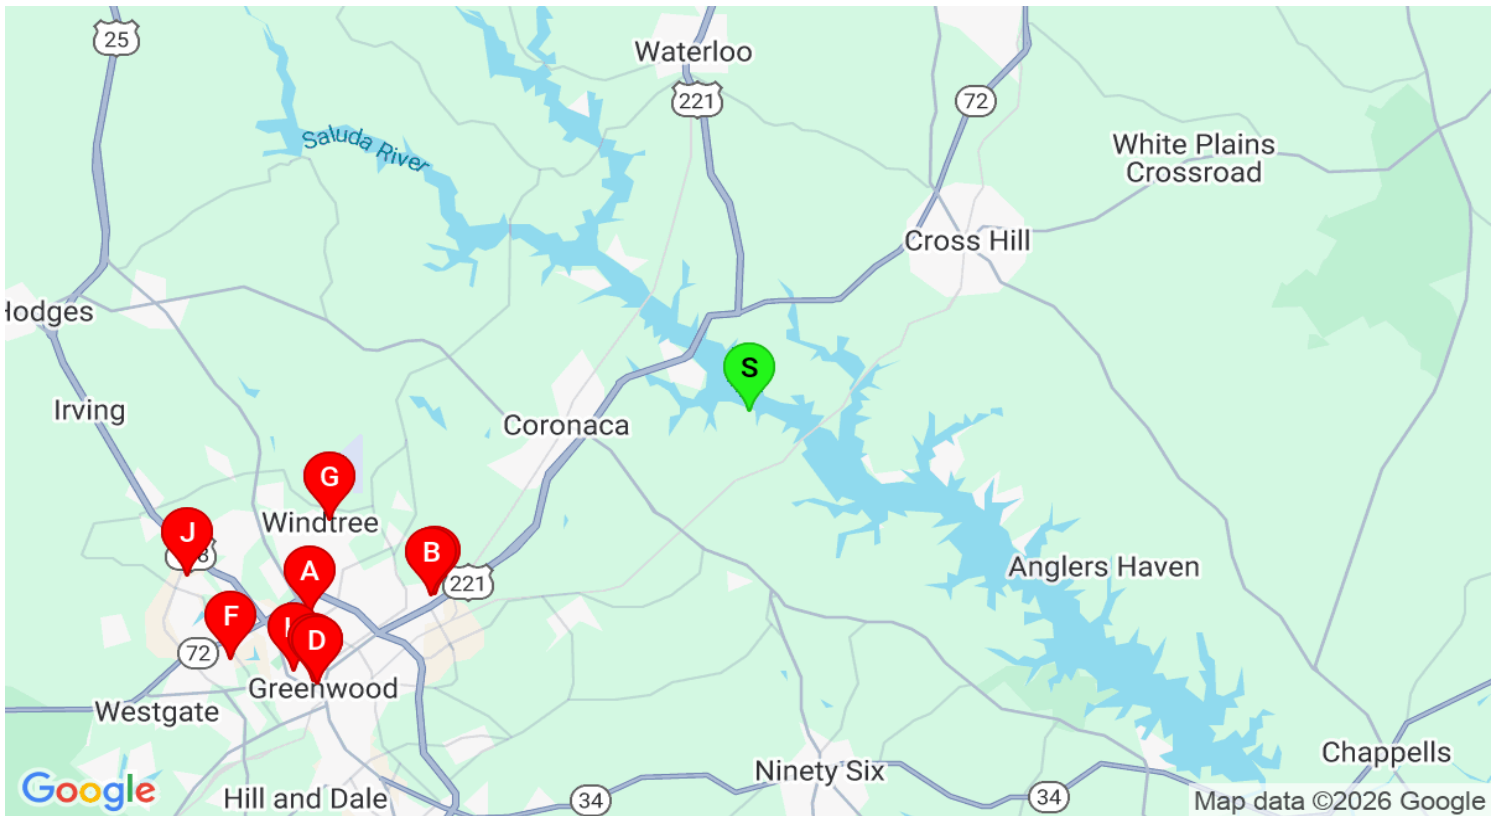 25
Waterloo
221
72
Saluda River
White Plains
Crossroad
Cross Hill
Hodges
S
Irving
Coronaca
G
Windtree
J
B
A
221
Anglers Haven
F
D
72
Greenwood
Westgate
Chappells
Ninety Six
Google
Hill and Dale
34
34
Map data ©2026 Google